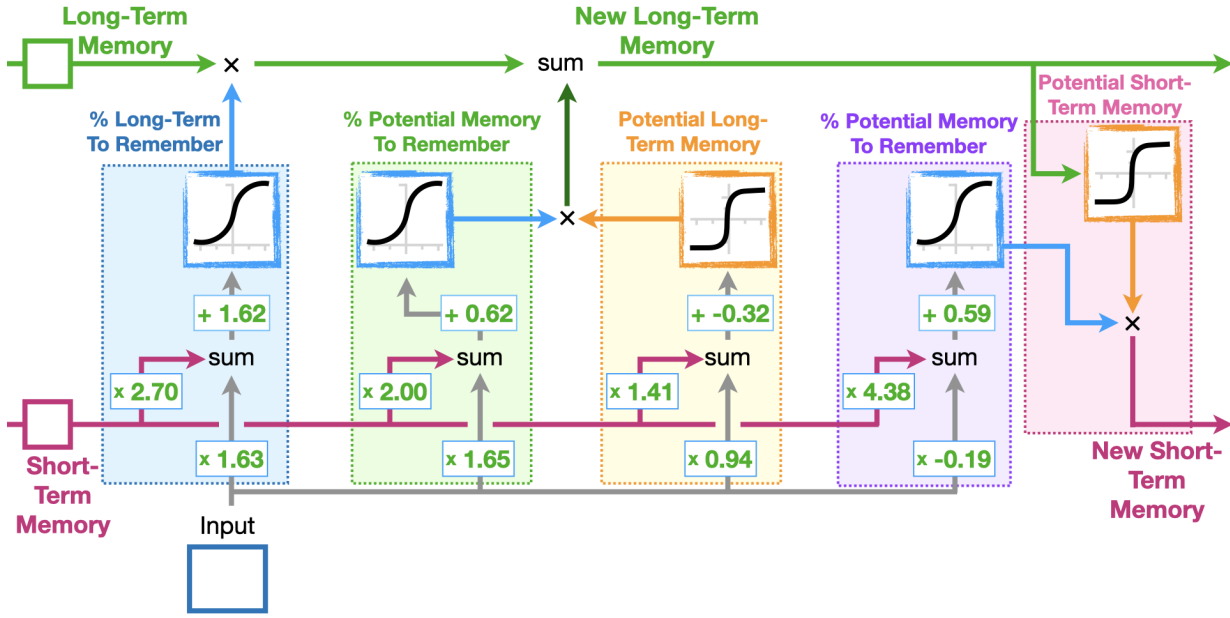 Long-Term
Memory
New Long-Term
Memory
×
sum
Potential Short-
Term Memory
% Long-Term
To Remember
% Potential Memory
To Remember
Potential Long-
Term Memory
% Potential Memory
To Remember
×
+ 1.62
+ 0.62
+ -0.32
+ 0.59
×
sum
sum
sum
sum
x 2.70
x 2.00
x 1.41
x 4.38
x 1.63
x 1.65
x 0.94
x -0.19
Short-
Term
Memory
New Short-
Term
Memory
Input